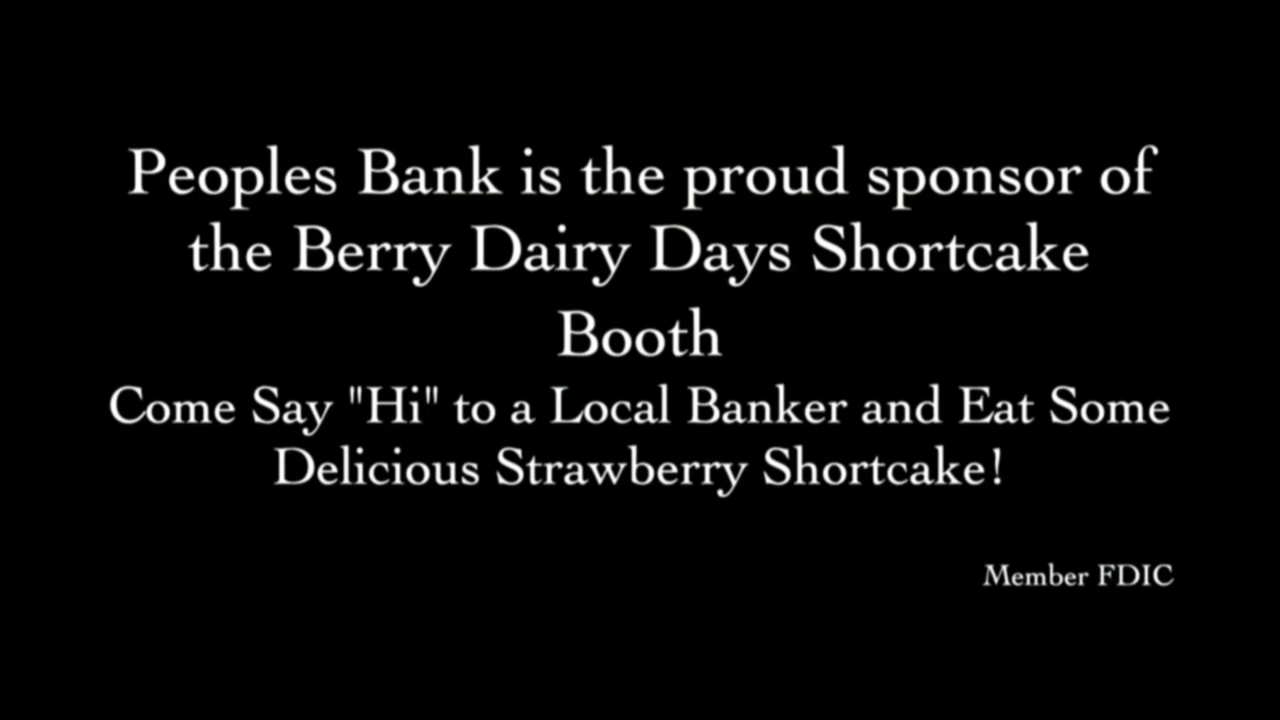 Peoples Bank is the proud sponsor of
the Berry Dairy Days Shortcake
Booth
Come Say "Hi" to a Local Banker and Eat Some
Delicious Strawberry Shortcake!
Member FDIC